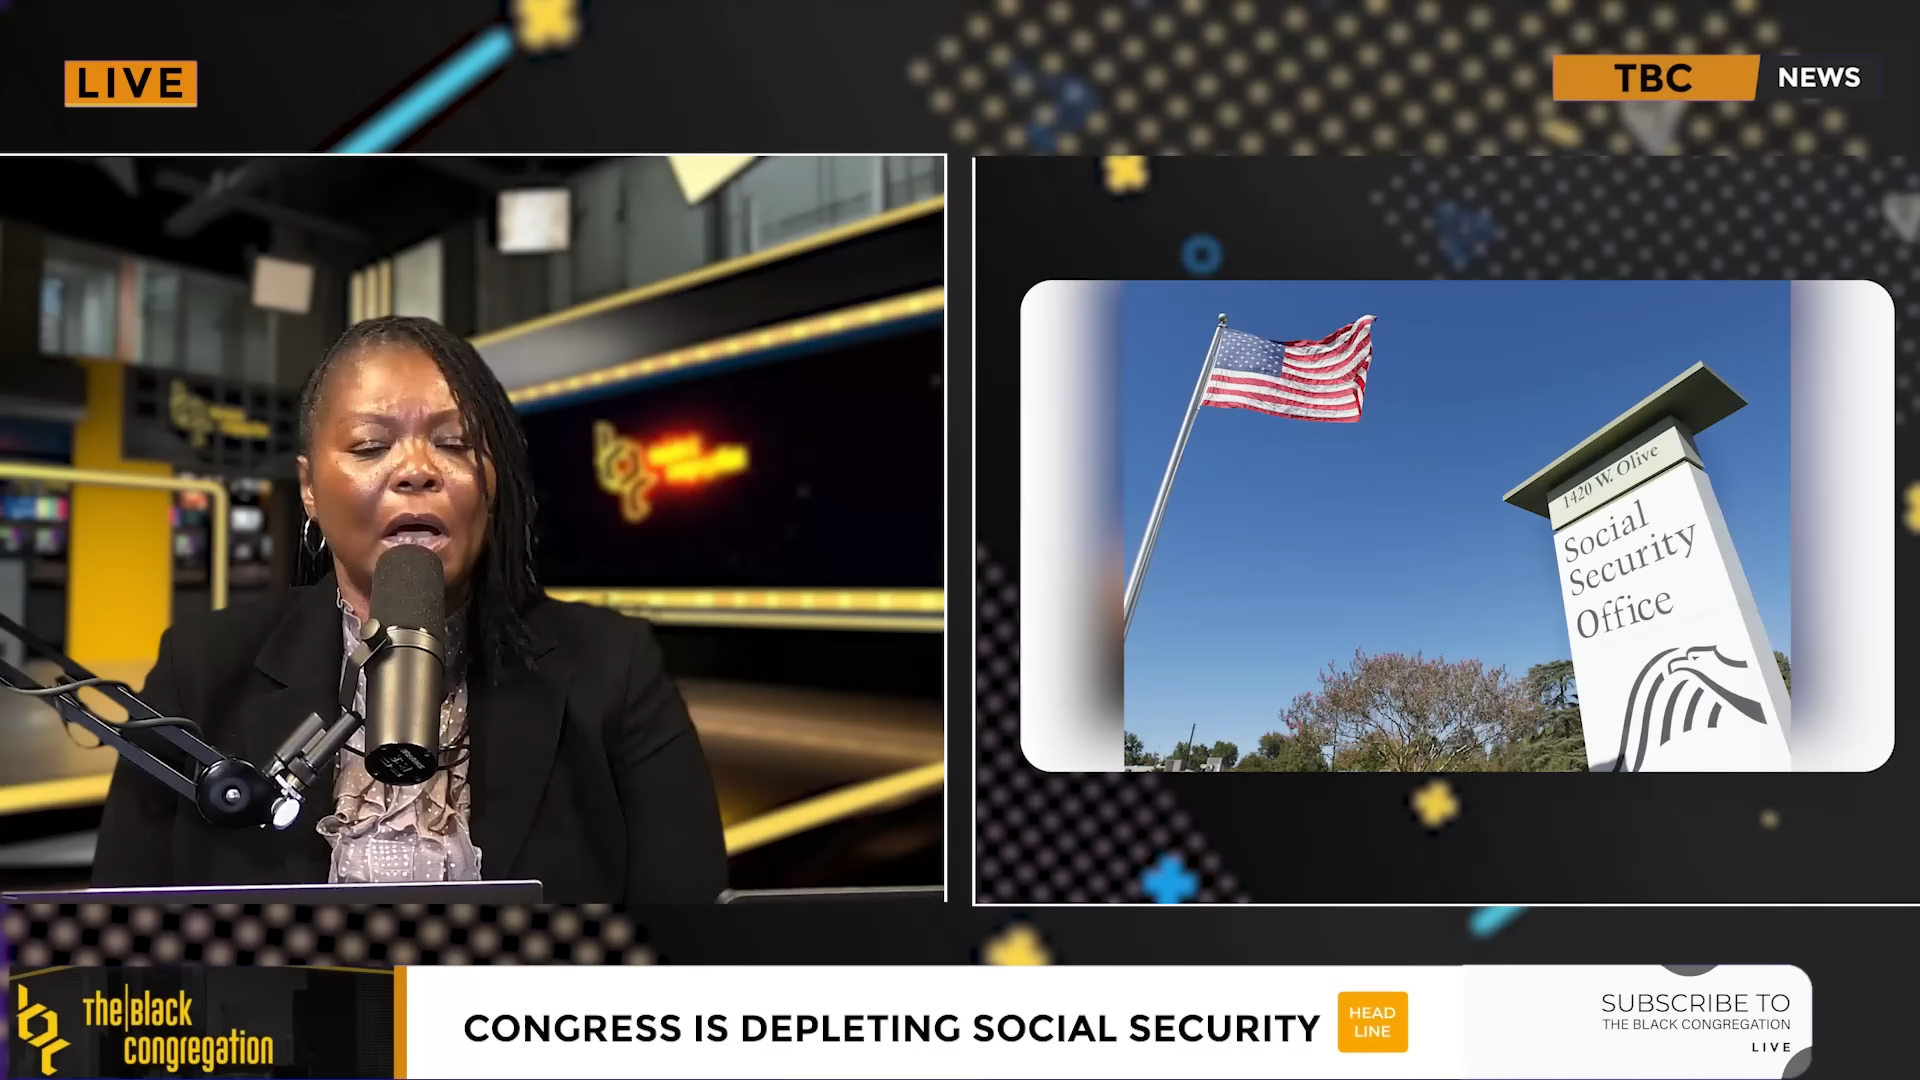 LIVE
TBC NEWS
1420 W. Olive
Social
Security
Office
the Black
congregation
CONGRESS IS DEPLETING SOCIAL SECURITY
HEAD
LINE
SUBSCRIBE TO
THE BLACK CONGREGATION
LIVE